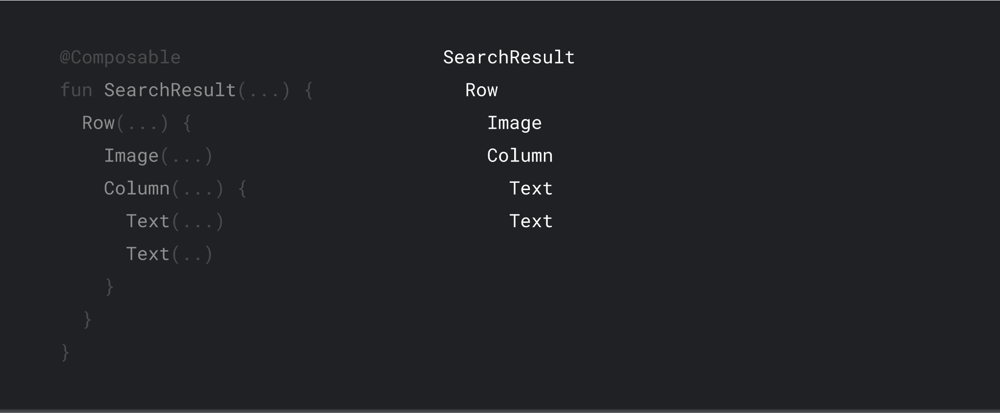 @Composable
fun SearchResult(...) {
  Row(...) {
    Image(...)
    Column(...) {
      Text(...)
      Text(..)
    }
  }
}
SearchResult
  Row
    Image
    Column
      Text
      Text